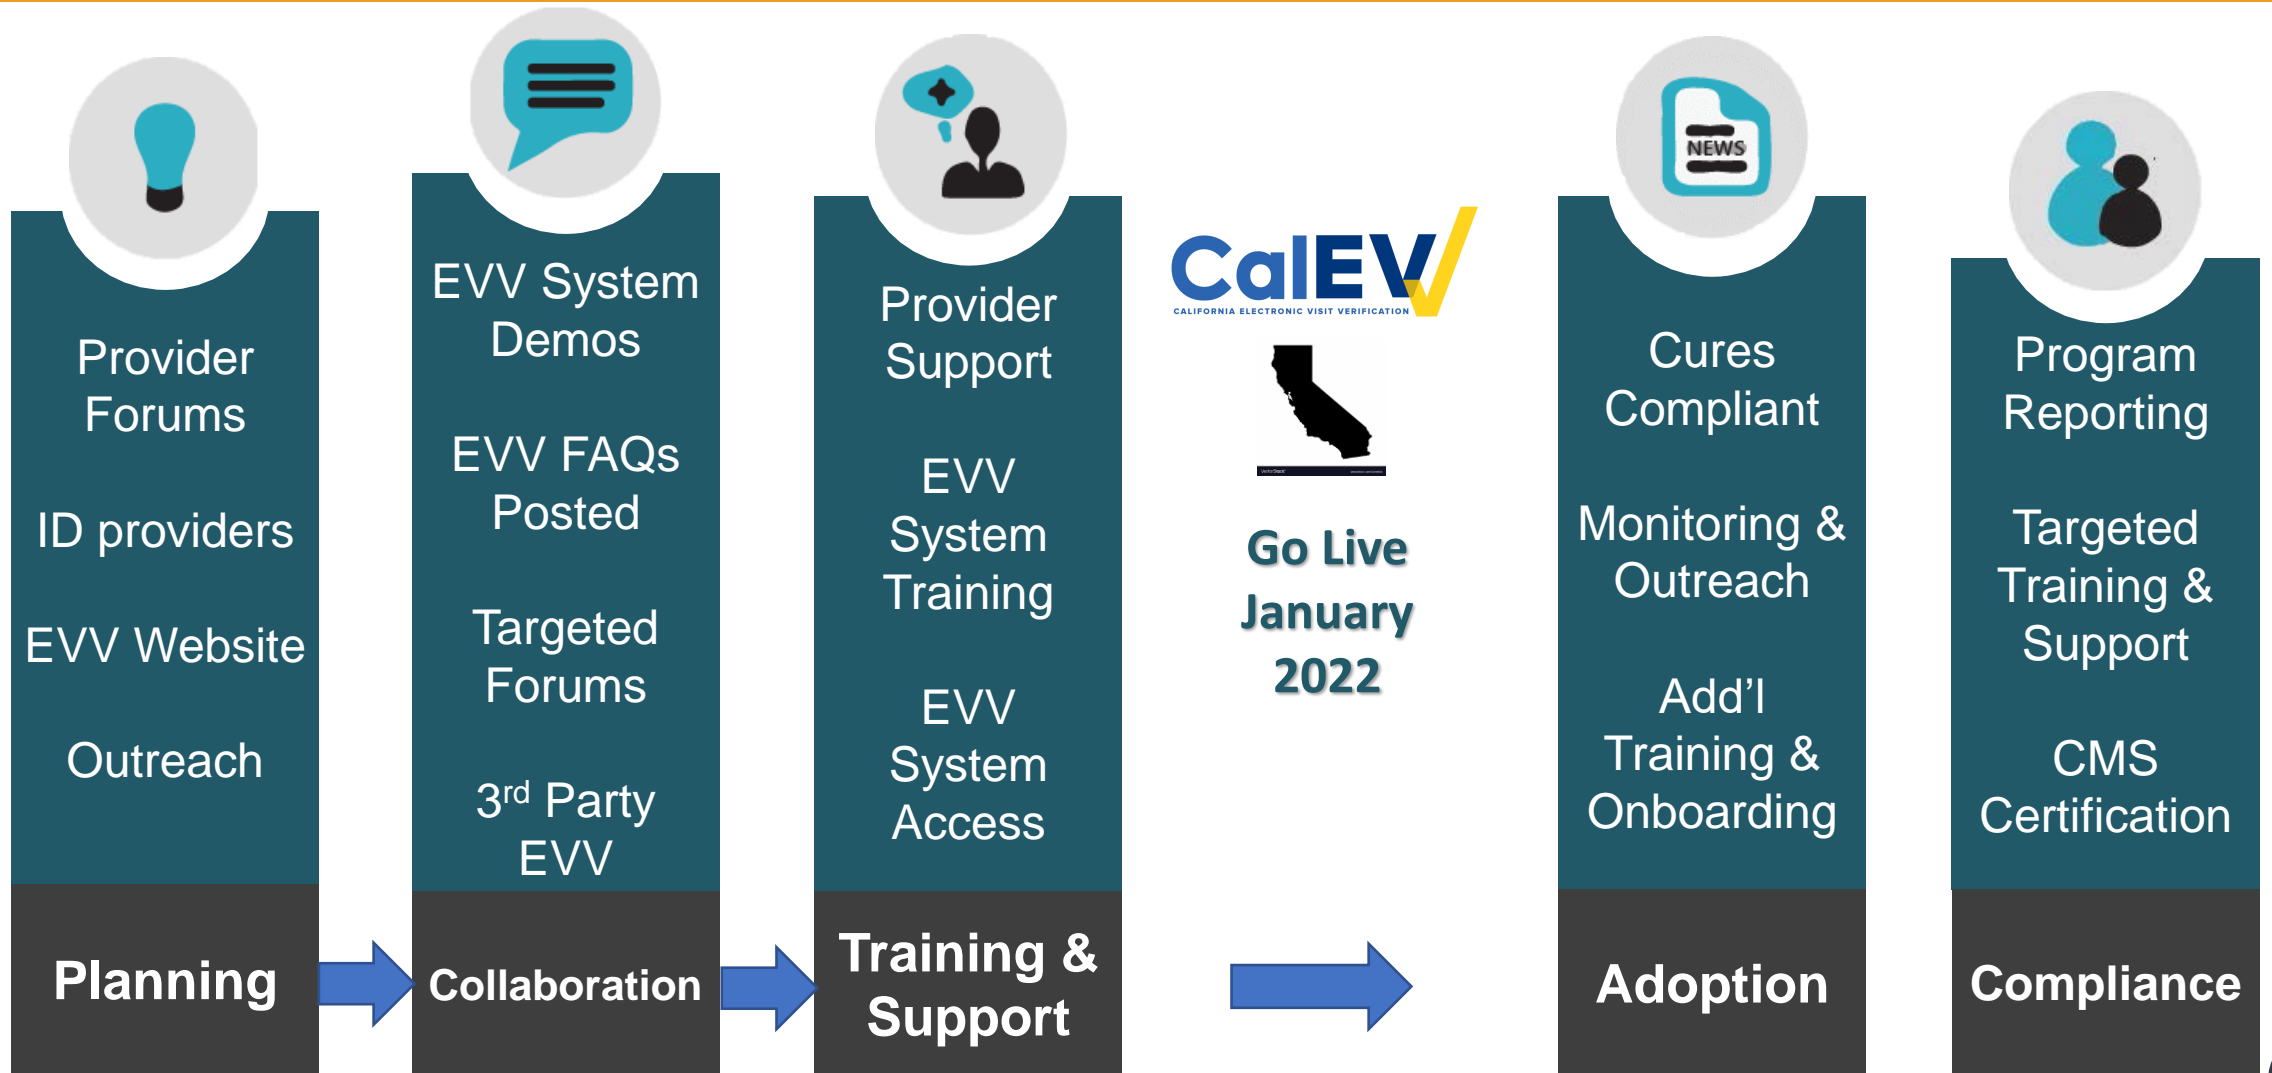 Provider
Forums
ID providers
EVV Website
Outreach
Planning
EVV System
Demos
EVV FAQs
Posted
Targeted
Forums
3rd Party
EVV
Collaboration
Provider
Support
EVV
System
Training
EVV
System
Access
Training &
Support
CalEVV
CALIFORNIA ELECTRONIC VISIT VERIFICATION
Go Live
January
2022
NEWS
Cures
Compliant
Monitoring &
Outreach
Add'l
Training &
Onboarding
Adoption
Program
Reporting
Targeted
Training &
Support
CMS
Certification
Compliance